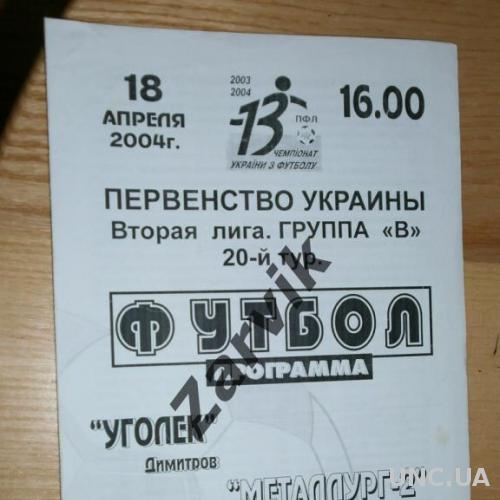 18
АПРЕЛЯ
2004г.
2003
2004
13
ПФЛ
ЧЕМПІОНАТ
УКРАЇНИ З ФУТБОЛУ
16.00
ПЕРВЕНСТВО УКРАИНЫ
Вторая лига. ГРУППА «В»
20-й тур.
ФУТБОЛ
ПРОГРАММА
"УГОЛЕК"
Димитров
"МЕТАЛЛУРГ-2"
Zarvik
UNC.UA